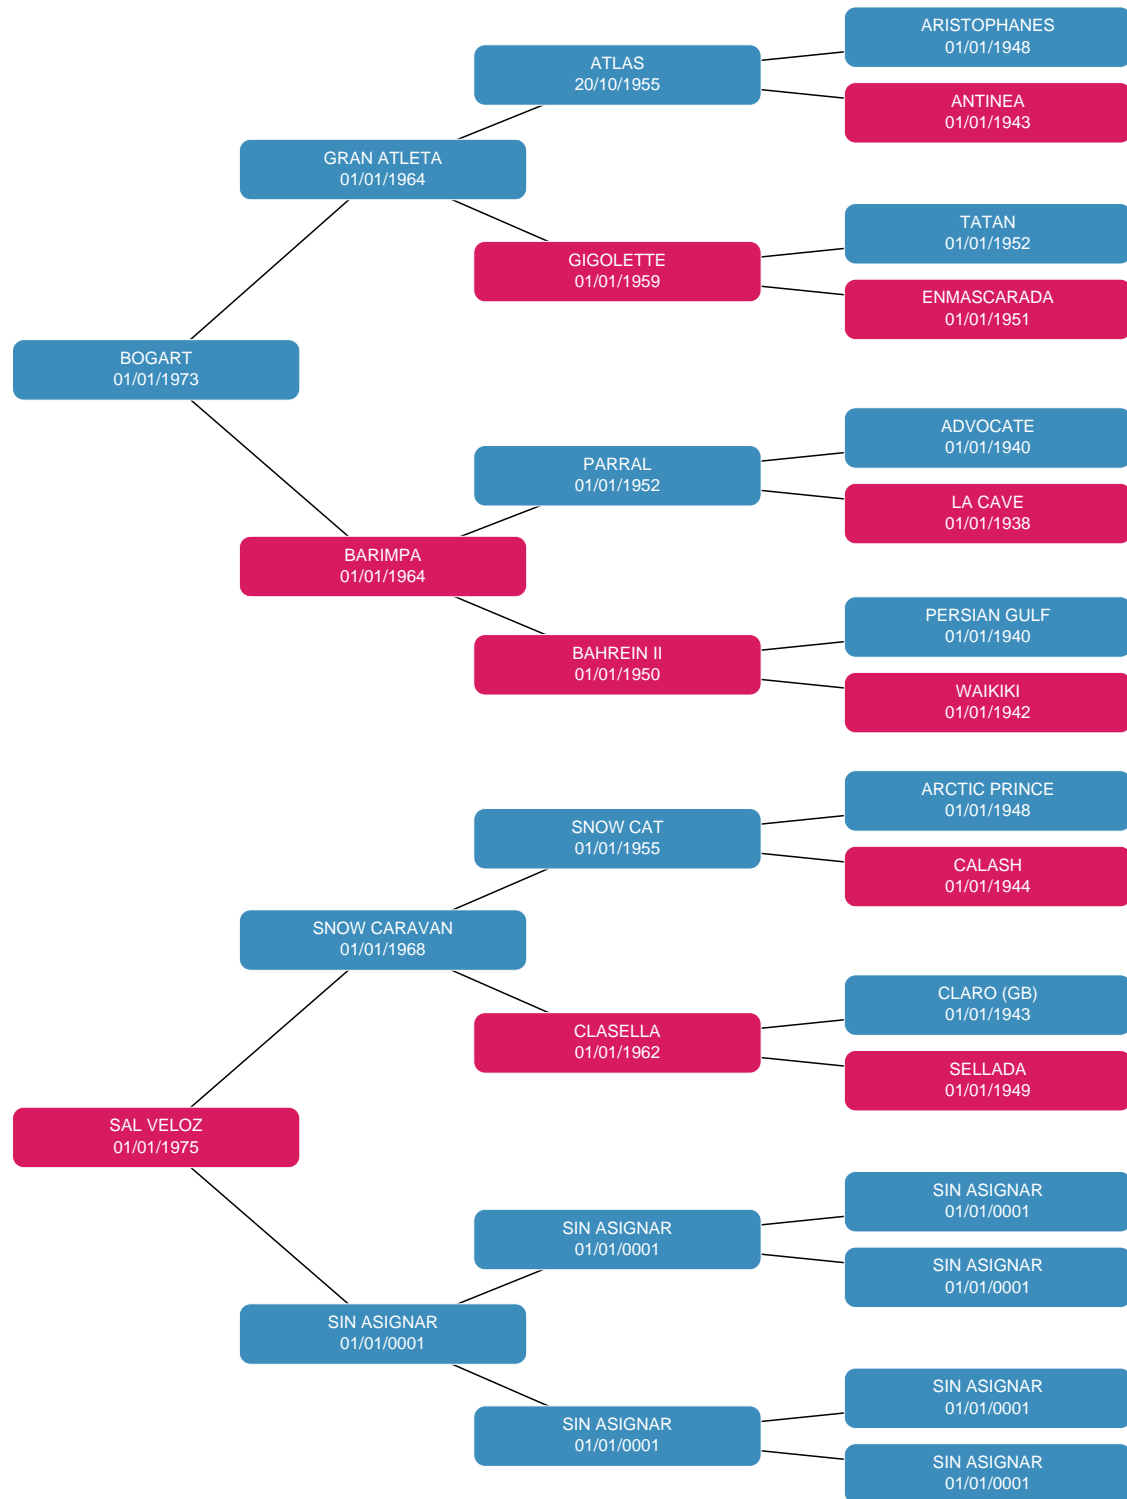 ARISTOPHANES
01/01/1948
ATLAS
20/10/1955
ANTINEA
01/01/1943
GRAN ATLETA
01/01/1964
TATAN
01/01/1952
GIGOLETTE
01/01/1959
ENMASCARADA
01/01/1951
BOGART
01/01/1973
ADVOCATE
01/01/1940
PARRAL
01/01/1952
LA CAVE
01/01/1938
BARIMPA
01/01/1964
PERSIAN GULF
01/01/1940
BAHREIN II
01/01/1950
WAIKIKI
01/01/1942
ARCTIC PRINCE
01/01/1948
SNOW CAT
01/01/1955
CALASH
01/01/1944
SNOW CARAVAN
01/01/1968
CLARO (GB)
01/01/1943
CLASELLA
01/01/1962
SELLADA
01/01/1949
SAL VELOZ
01/01/1975
SIN ASIGNAR
01/01/0001
SIN ASIGNAR
01/01/0001
SIN ASIGNAR
01/01/0001
SIN ASIGNAR
01/01/0001
SIN ASIGNAR
01/01/0001
SIN ASIGNAR
01/01/0001
SIN ASIGNAR
01/01/0001